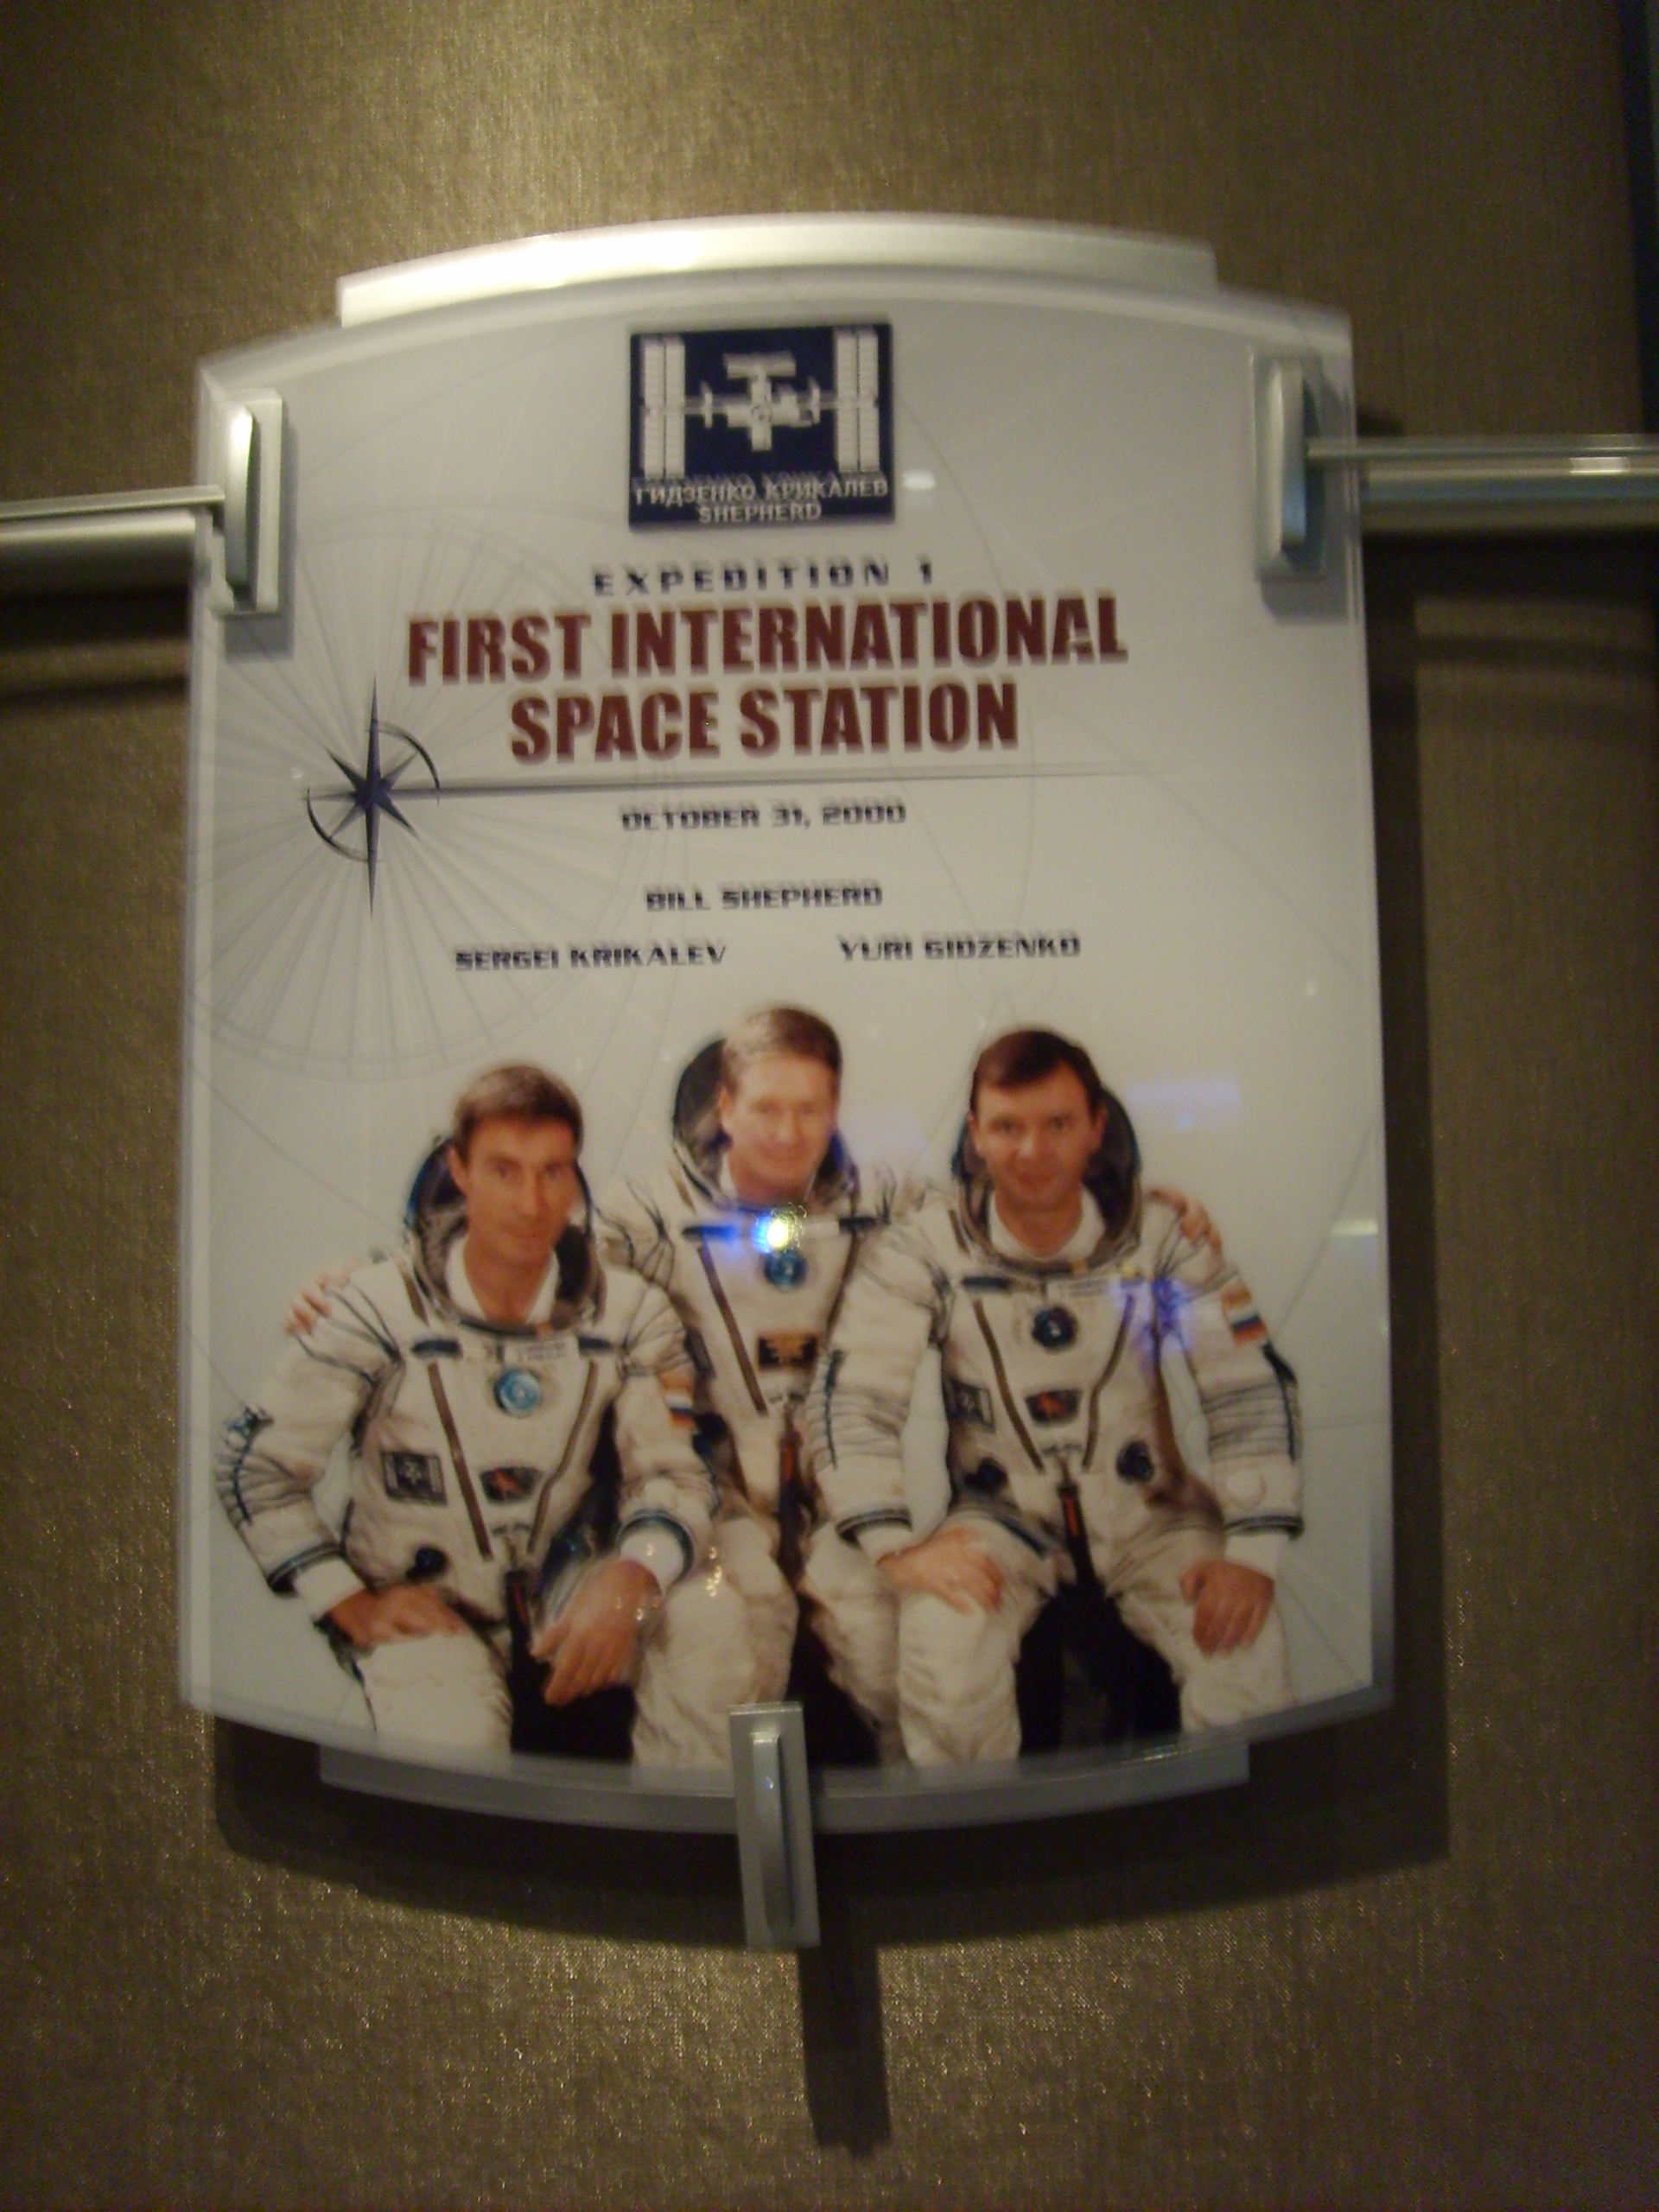 ГИДЗЕНКО КРИКАЛЕВ
SHEPHERD
EXPEDITION 1
FIRST INTERNATIONAL
SPACE STATION
OCTOBER 31, 2000
BILL SHEPHERD
SERGEI KRIKALEV YURI GIDZENKO